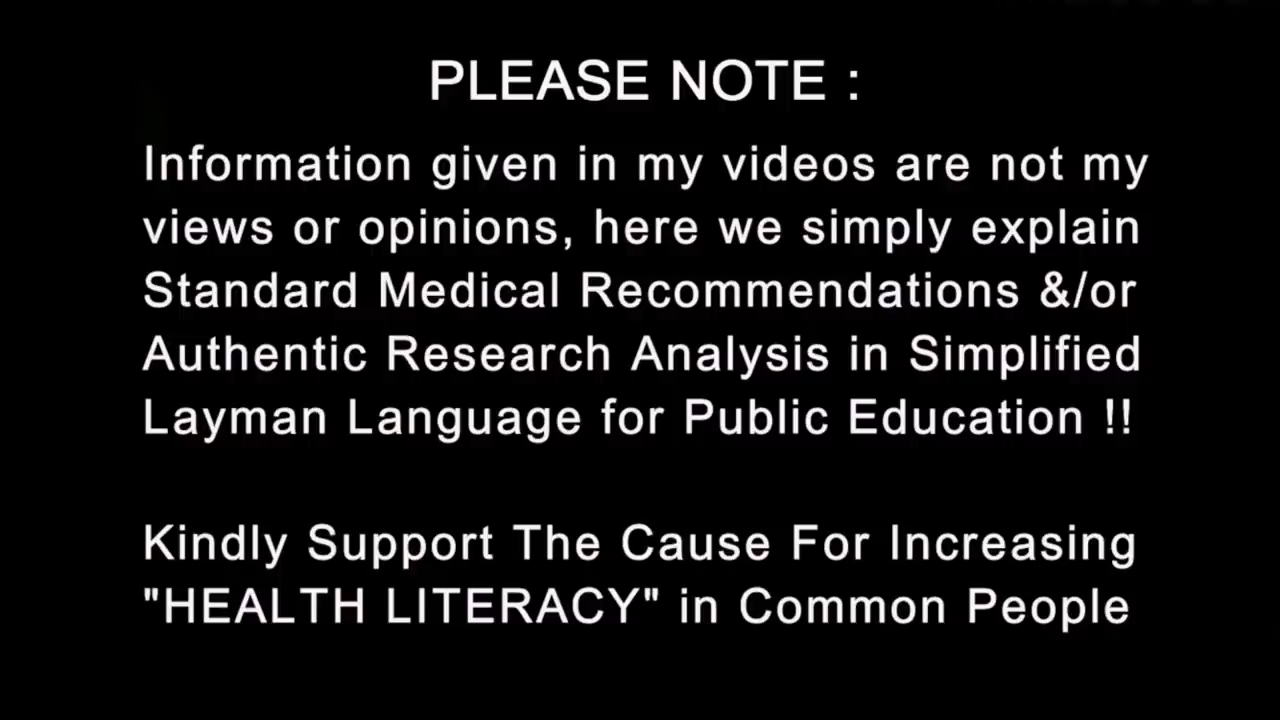 PLEASE NOTE :
Information given in my videos are not my
views or opinions, here we simply explain
Standard Medical Recommendations &/or
Authentic Research Analysis in Simplified
Layman Language for Public Education !!
Kindly Support The Cause For Increasing
"HEALTH LITERACY" in Common People